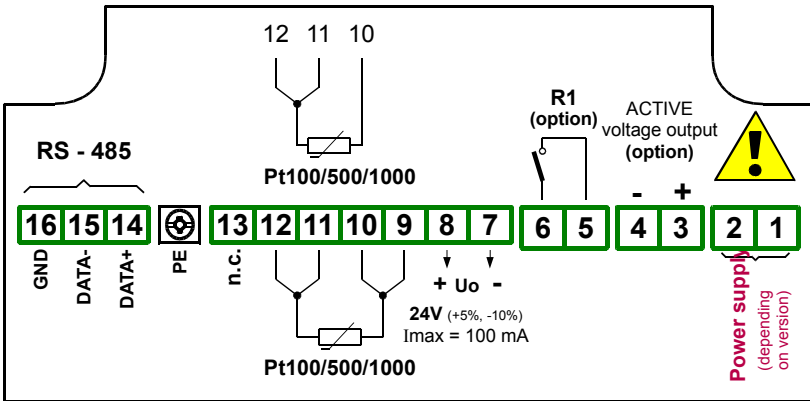 12 11 10
Pt100/500/1000
RS - 485
R1
(option)
ACTIVE
voltage output
(option)
- +
16 15 14 13 12 11 10 9 8 7 6 5 4 3 2 1
GND
DATA-
DATA+
PE
n.c.
+ Uo -
24V (+5%, -10%)
Imax = 100 mA
Pt100/500/1000
Power supply
(depending
on version)